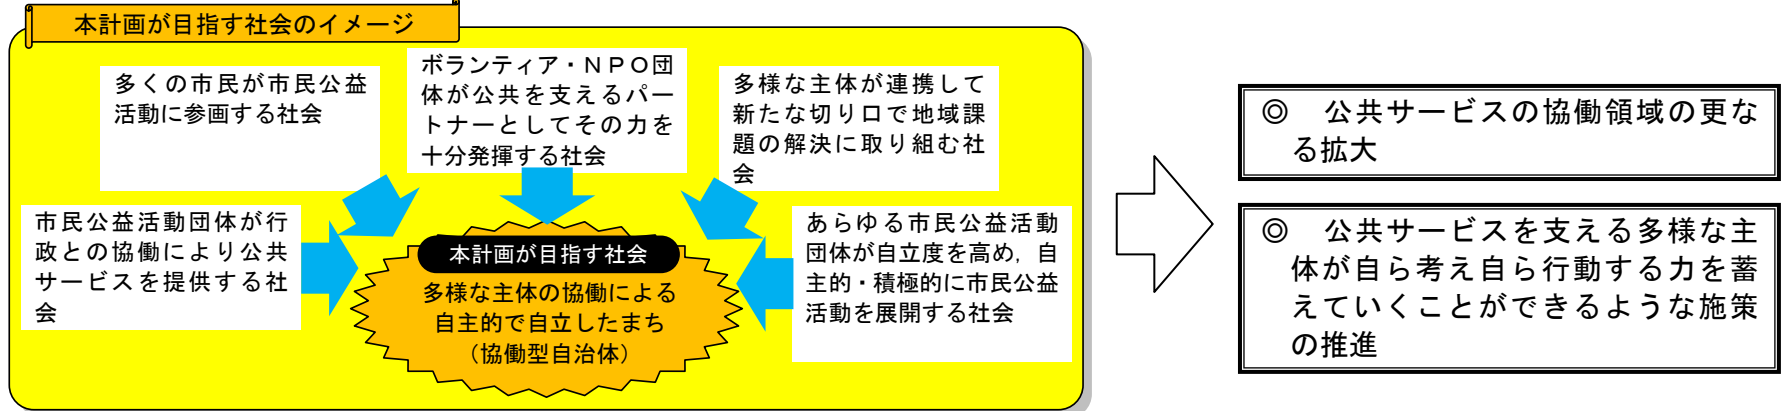 本計画が目指す社会のイメージ
多くの市民が市民公益
活動に参画する社会
ボランティア・ＮＰＯ団
体が公共を支えるパー
トナーとしてその力を
十分発揮する社会
多様な主体が連携して
新たな切り口で地域課
題の解決に取り組む社
会
市民公益活動団体が行
政との協働により公共
サービスを提供する社
会
あらゆる市民公益活動
団体が自立度を高め，自
主的・積極的に市民公益
活動を展開する社会
本計画が目指す社会
多様な主体の協働による
自主的で自立したまち
（協働型自治体）
◎　公共サービスの協働領域の更な
る拡大
◎　公共サービスを支える多様な主
体が自ら考え自ら行動する力を蓄
えていくことができるような施策
の推進